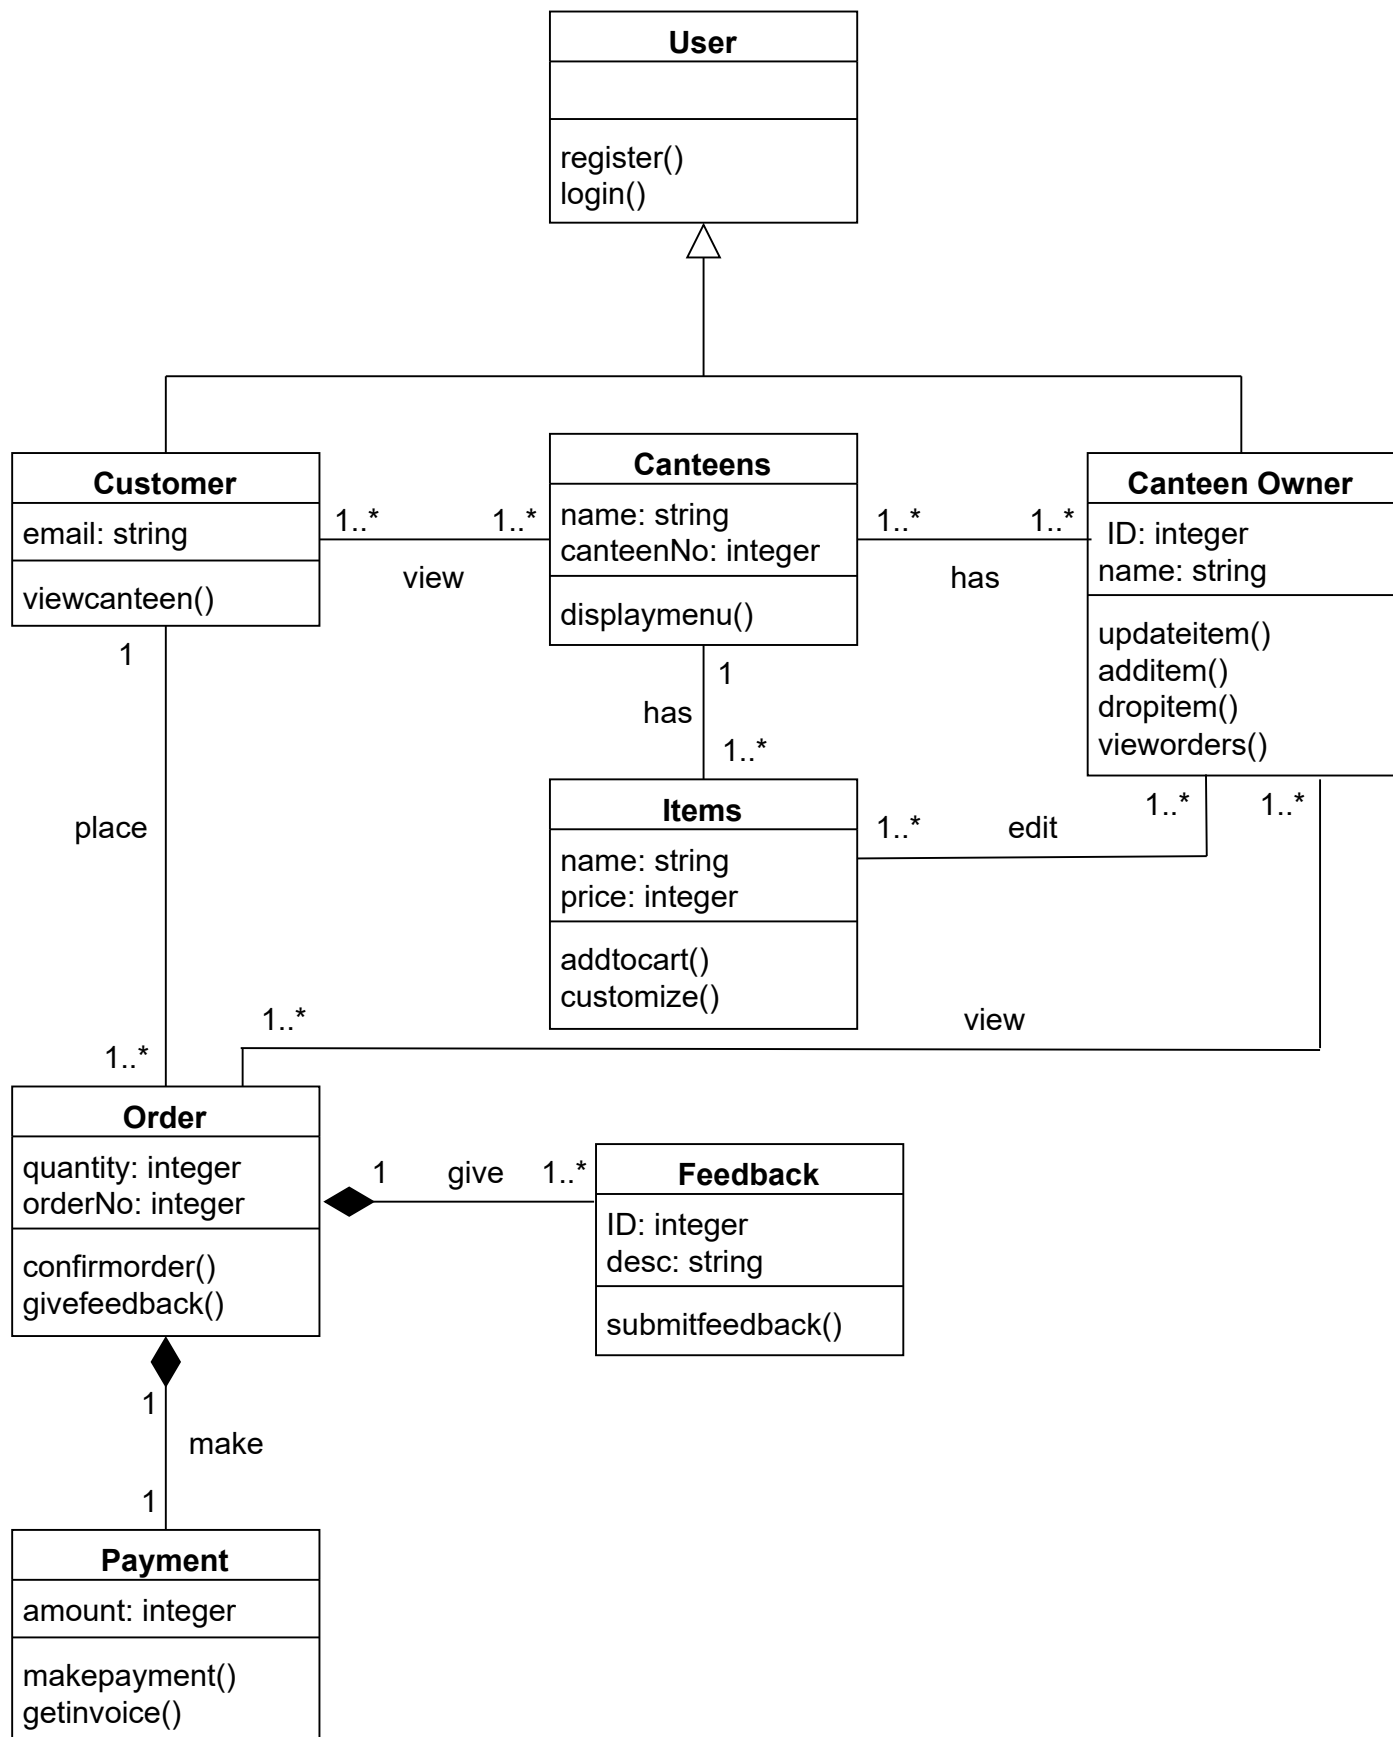 User
register()
login()
Customer
email: string
viewcanteen()
1..*
1..*
view
Canteens
name: string
canteenNo: integer
displaymenu()
1..*
1..*
has
Canteen Owner
ID: integer
name: string
updateitem()
additem()
dropitem()
vieworders()
1
has
1..*
1
place
1..*
Items
name: string
price: integer
addtocart()
customize()
1..*
edit
1..*
1..*
1..*
view
Order
quantity: integer
orderNo: integer
confirmorder()
givefeedback()
1
give
1..*
Feedback
ID: integer
desc: string
submitfeedback()
1
make
1
Payment
amount: integer
makepayment()
getinvoice()